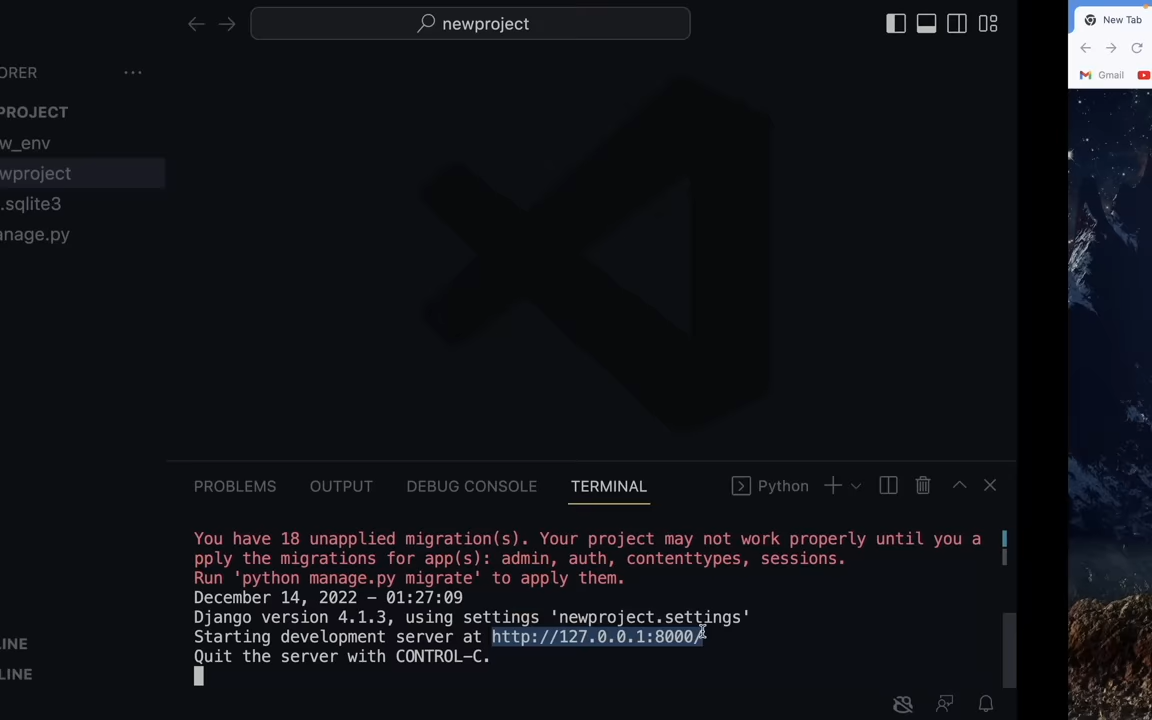 newproject
New Tab
ORER
Gmail
PROJECT
w_env
wproject
.sqlite3
anage.py
PROBLEMS
OUTPUT
DEBUG CONSOLE
TERMINAL
Python
You have 18 unapplied migration(s). Your project may not work properly until you a
pply the migrations for app(s): admin, auth, contenttypes, sessions.
Run 'python manage.py migrate' to apply them.
December 14, 2022 – 01:27:09
Django version 4.1.3, using settings 'newproject.settings'
Starting development server at http://127.0.0.1:8000/
Quit the server with CONTROL-C.
INE
LINE